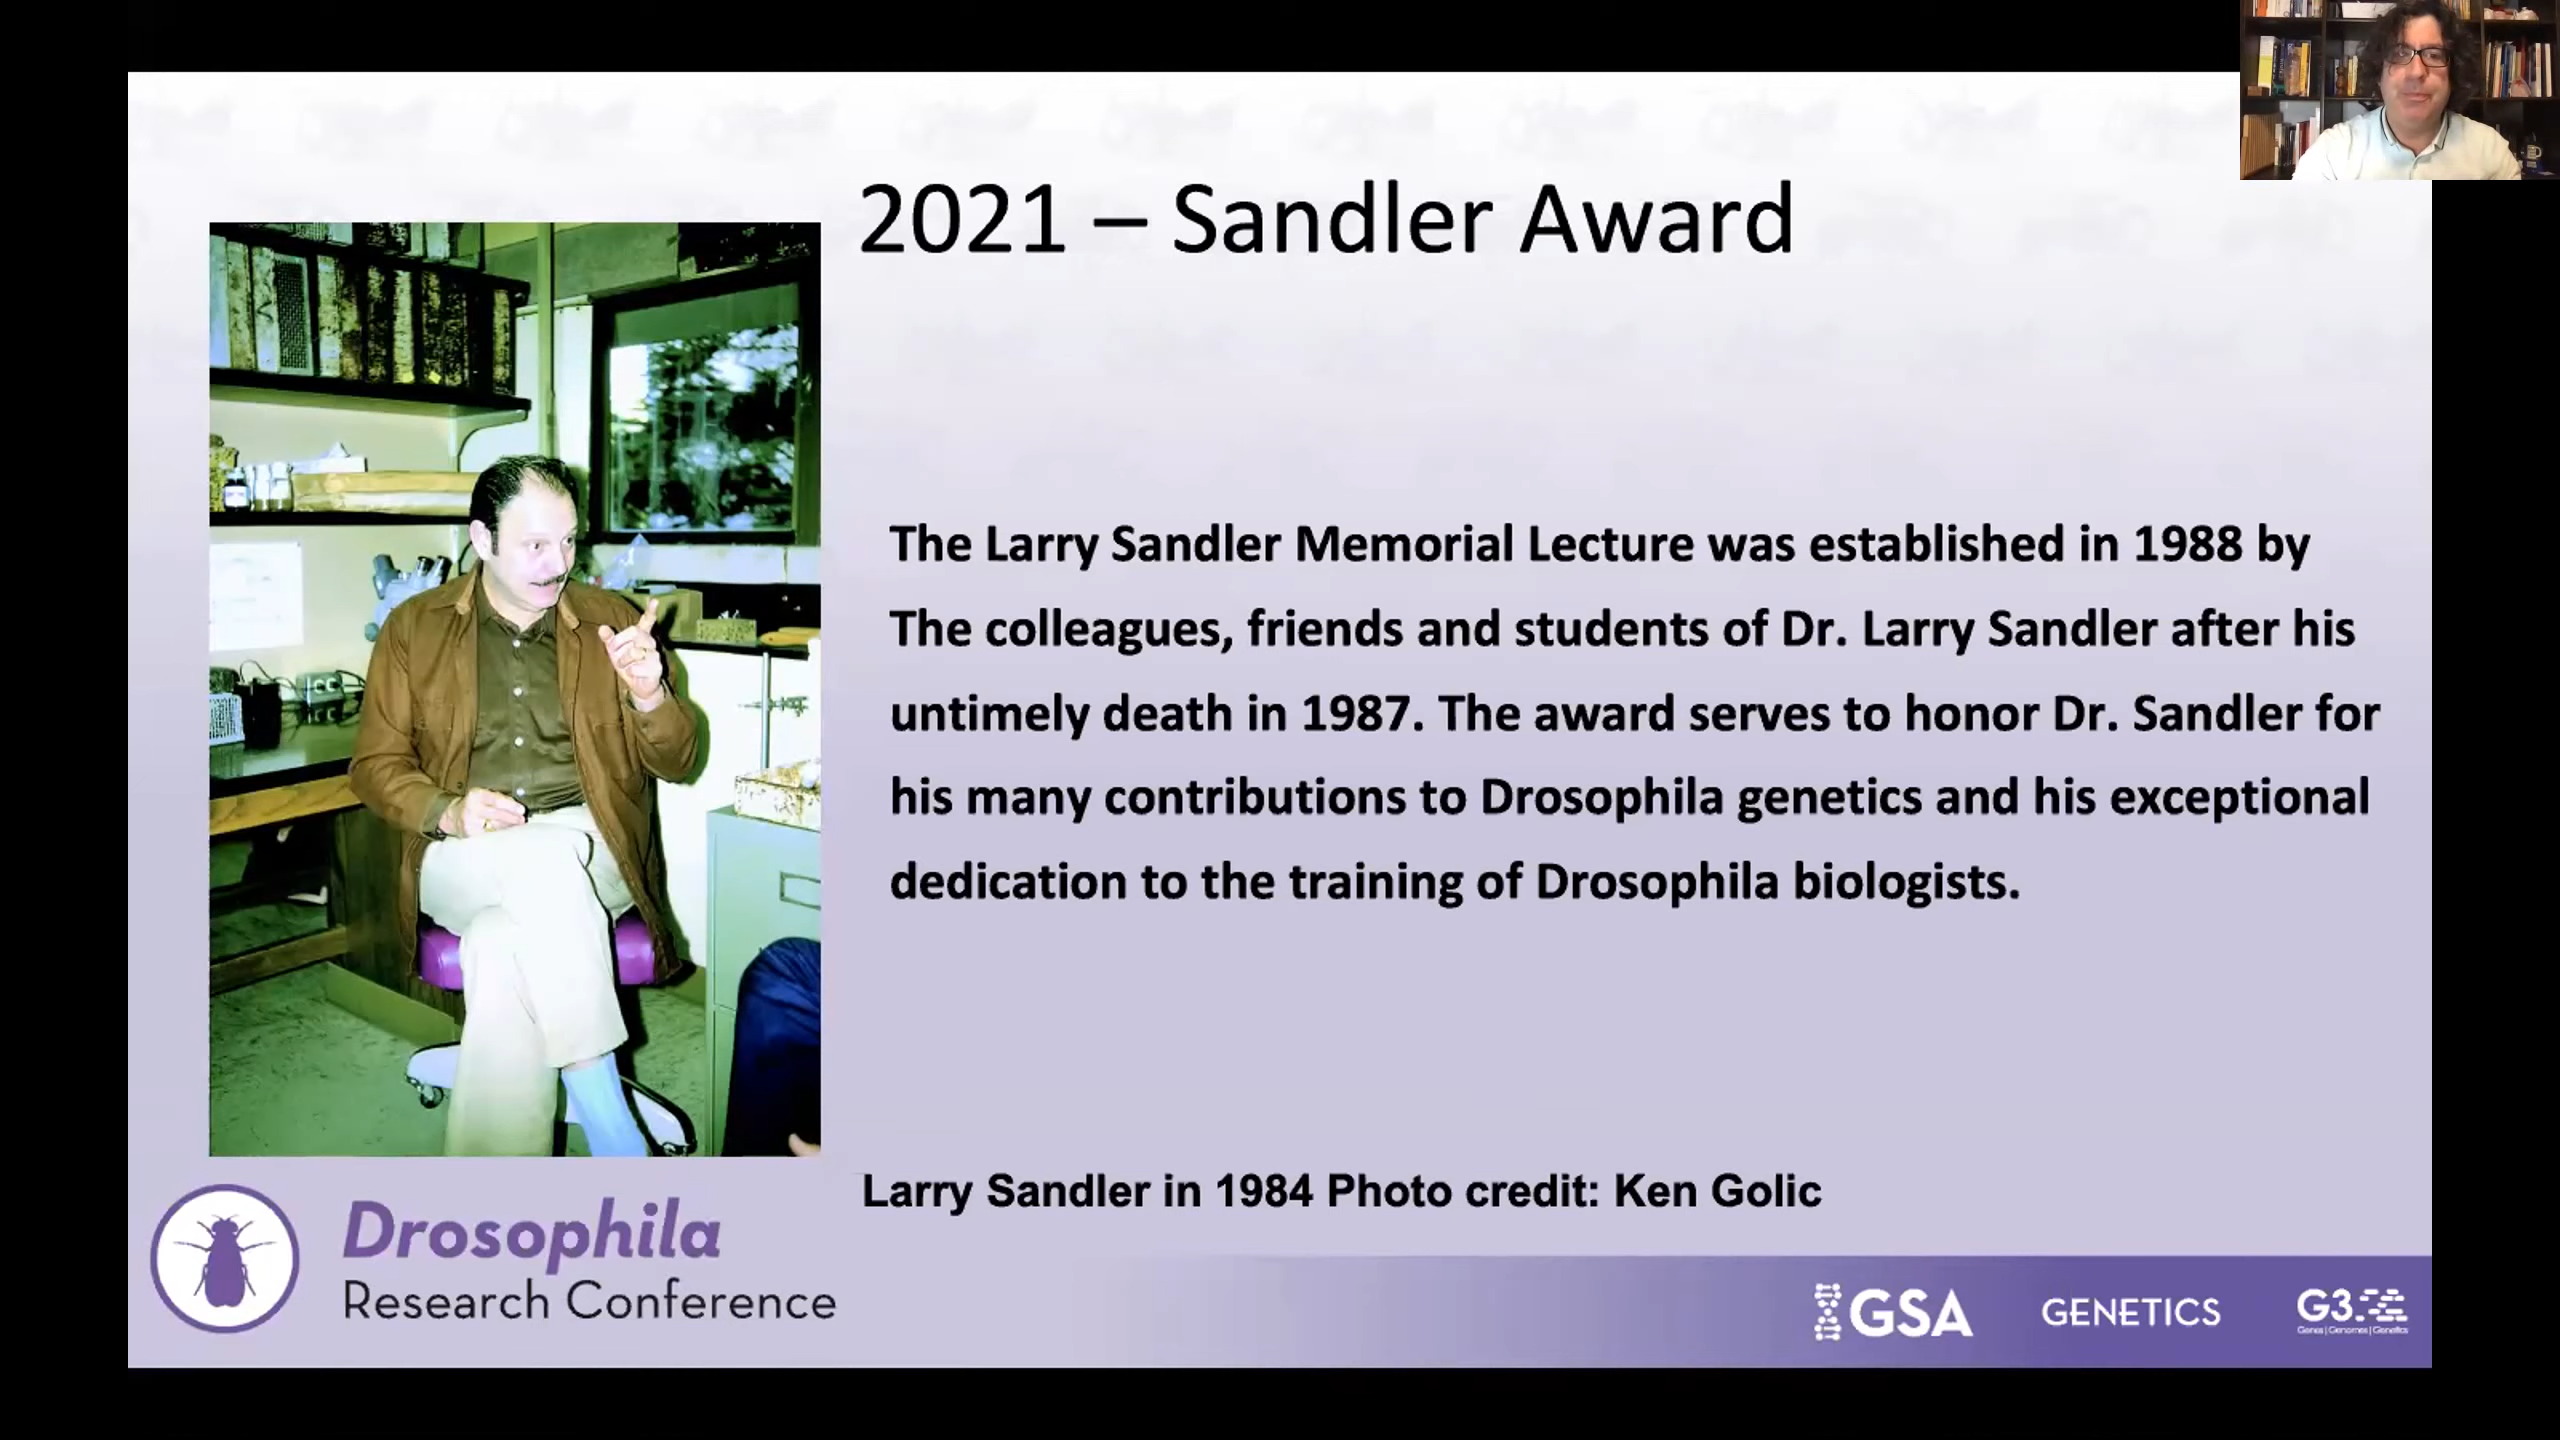 2021 – Sandler Award
The Larry Sandler Memorial Lecture was established in 1988 by
The colleagues, friends and students of Dr. Larry Sandler after his
untimely death in 1987. The award serves to honor Dr. Sandler for
his many contributions to Drosophila genetics and his exceptional
dedication to the training of Drosophila biologists.
Larry Sandler in 1984 Photo credit: Ken Golic
Drosophila
Research Conference
GSA
GENETICS
G3
Genes | Genomes | Genetics